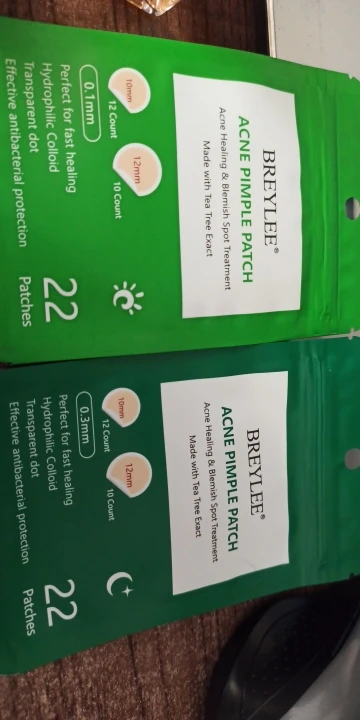 BREYLEE®
ACNE PIMPLE PATCH
Acne Healing & Blemish Spot Treatment
Made with Tea Tree Exact
10mm
12 Count
12mm
10 Count
0.1mm
Perfect for fast healing
Hydrophilic Colloid
Transparent dot
Effective antibacterial protection
22
Patches
BREYLEE®
ACNE PIMPLE PATCH
Acne Healing & Blemish Spot Treatment
Made with Tea Tree Exact
10mm
12 Count
12mm
10 Count
0.3mm
Perfect for fast healing
Hydrophilic Colloid
Transparent dot
Effective antibacterial protection
22
Patches